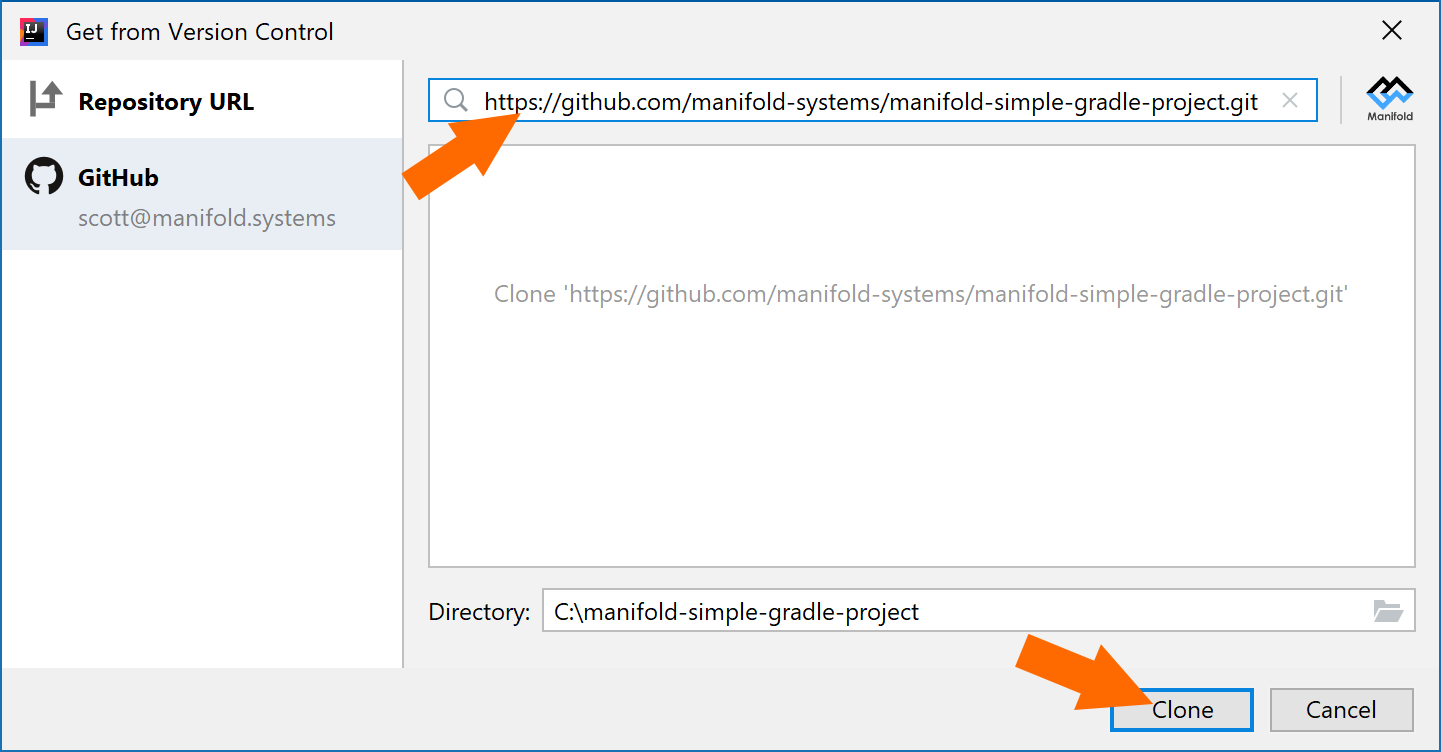 IJ
Get from Version Control
Repository URL
https://github.com/manifold-systems/manifold-simple-gradle-project.git
Manifold
GitHub
scott@manifold.systems
Clone 'https://github.com/manifold-systems/manifold-simple-gradle-project.git'
Directory: C:\manifold-simple-gradle-project
Clone Cancel